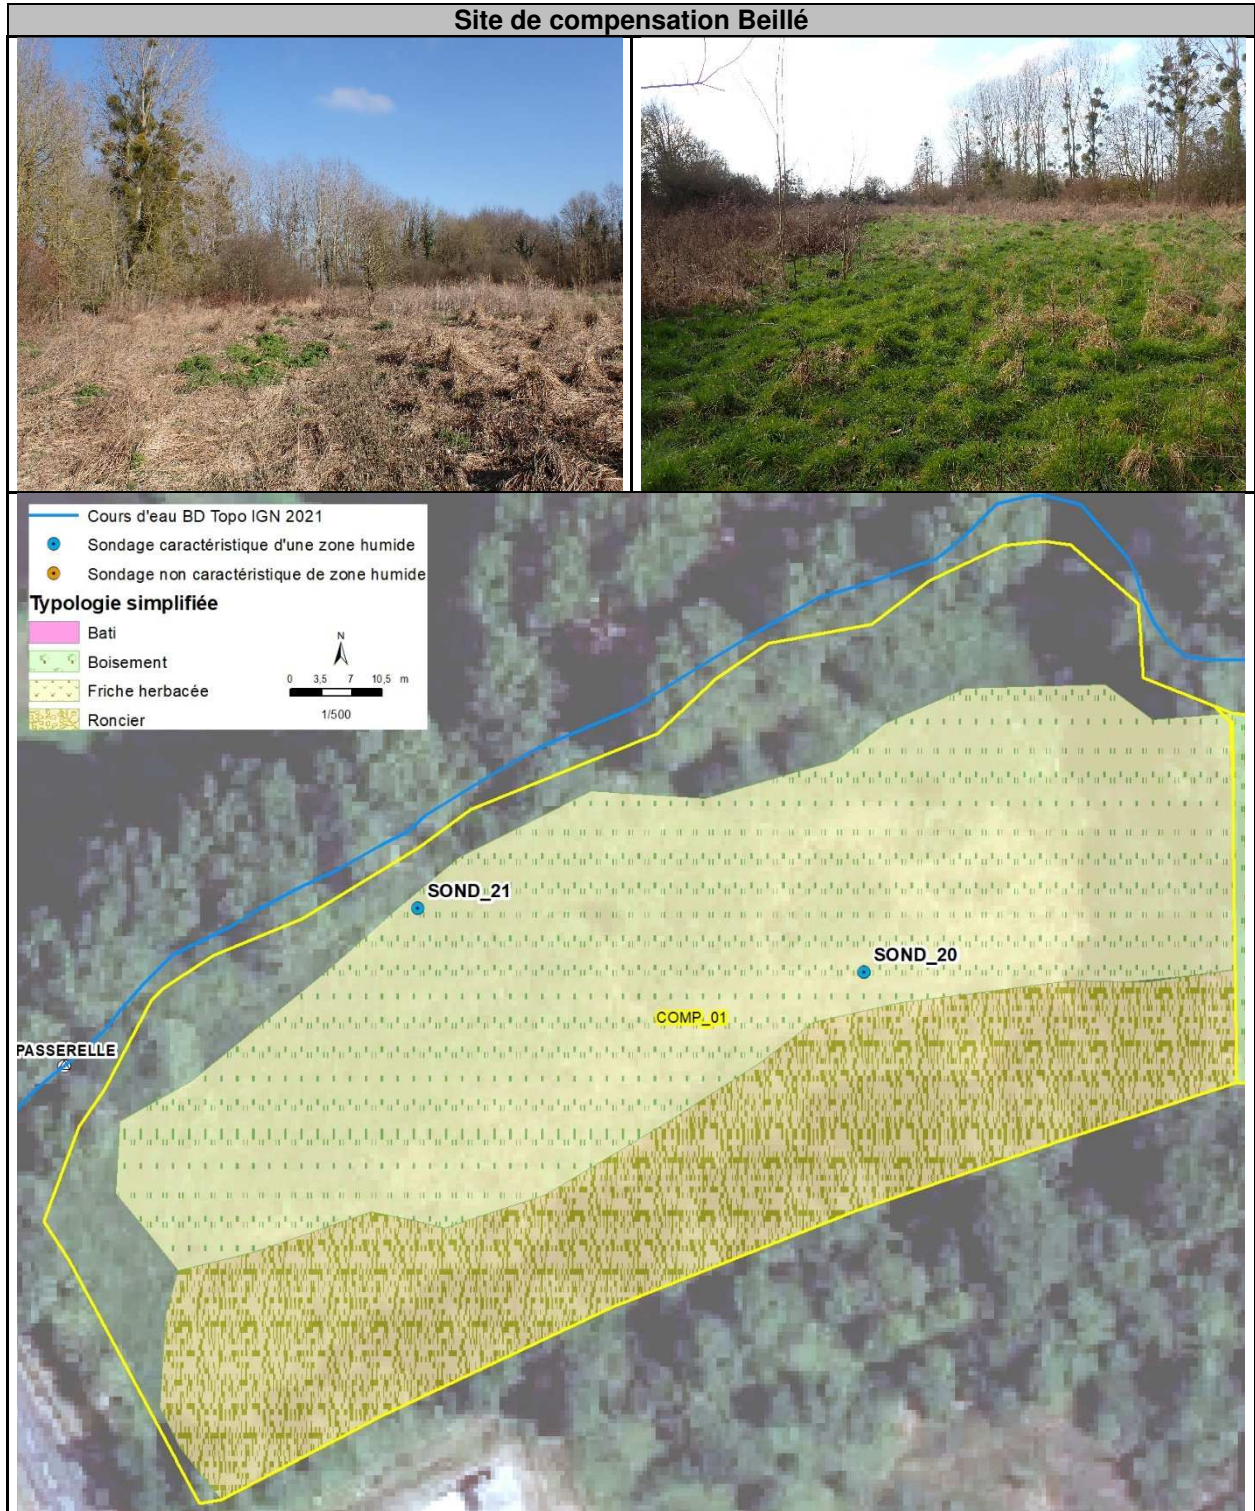 Site de compensation Beillé
Cours d'eau BD Topo IGN 2021
Sondage caractéristique d'une zone humide
Sondage non caractéristique de zone humide
Typologie simplifiée
Bati
Boisement
Friche herbacée
Roncier
N
0 3,5 7 10,5 m
1/500
SOND_21
SOND_20
COMP_01
PASSERELLE